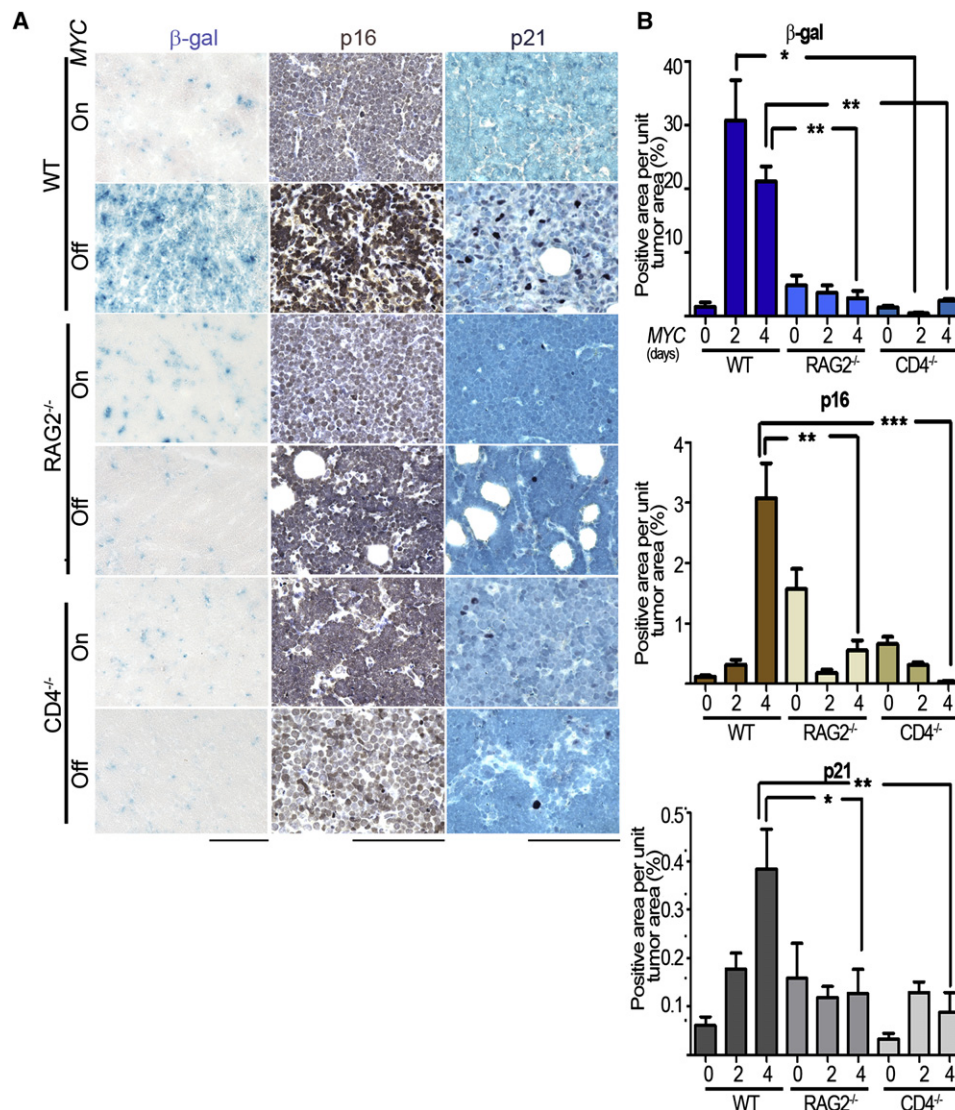 A
MYC
β-gal
p16
p21
WT
On
Off
RAG2-/-
On
Off
CD4-/-
On
Off
B
β-gal
Positive area per unit
tumor area (%)
40
30
20
10
*
**
**
0 2 4 0 2 4 0 2 4
MYC
(days)
WT RAG2-/- CD4-/-
p16
Positive area per unit
tumor area (%)
4
3
2
1
***
**
0 2 4 0 2 4 0 2 4
WT RAG2-/- CD4-/-
p21
Positive area per unit
tumor area (%)
0.5
0.4
0.3
0.2
0.1
**
*
0 2 4 0 2 4 0 2 4
WT RAG2-/- CD4-/-